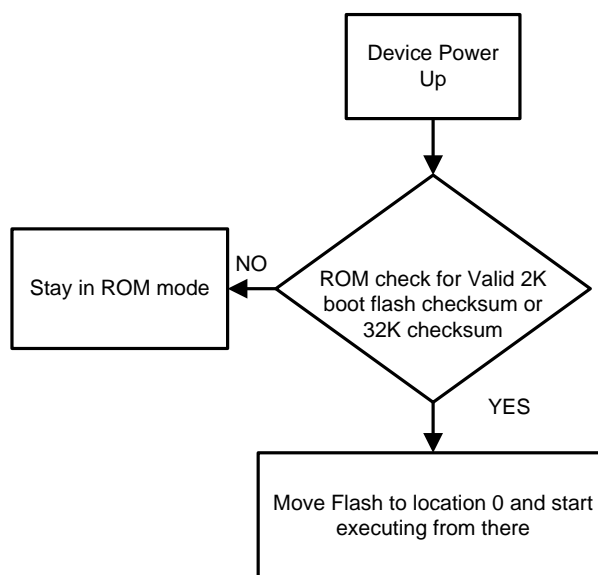 Device Power
Up
ROM check for Valid 2K
boot flash checksum or
32K checksum
NO
Stay in ROM mode
YES
Move Flash to location 0 and start
executing from there